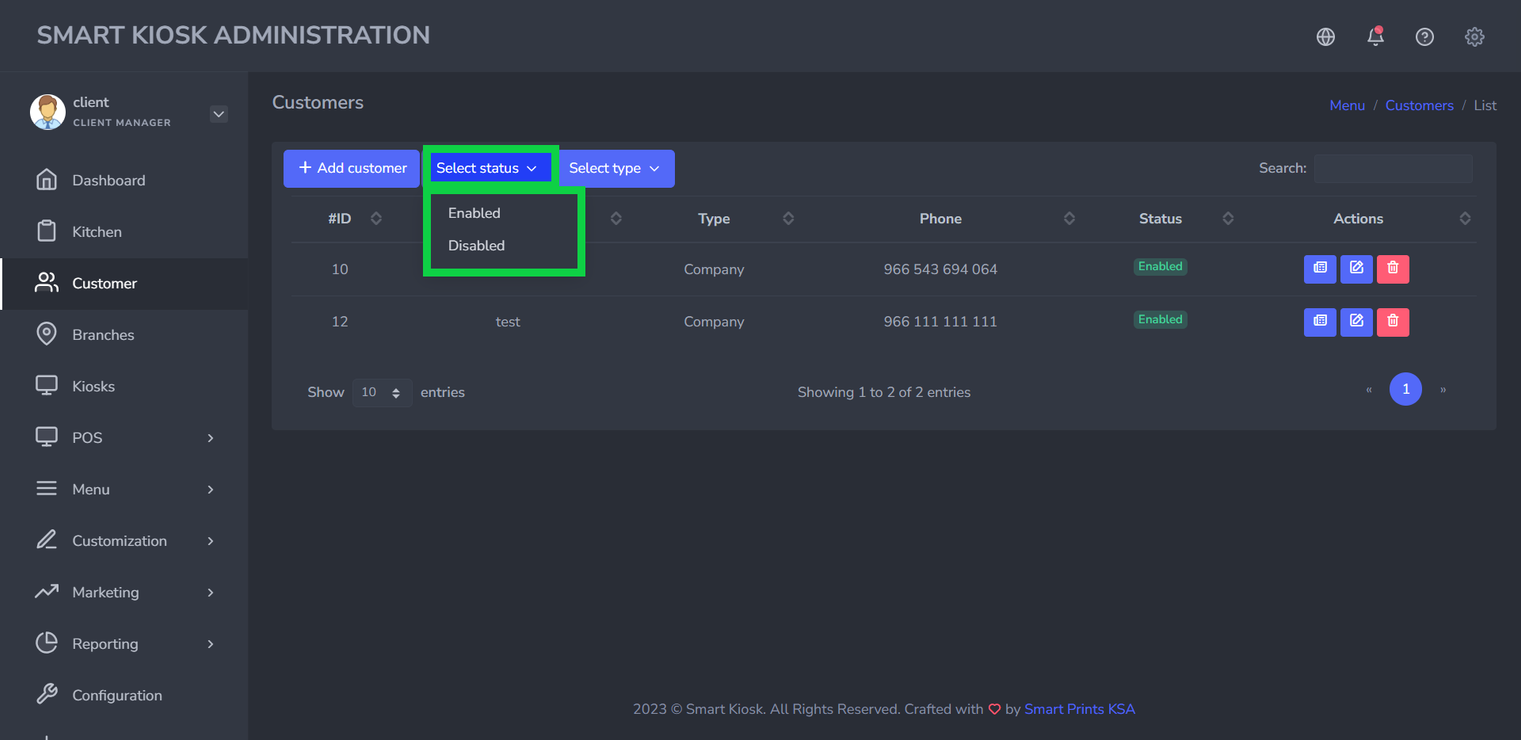 SMART KIOSK ADMINISTRATION
client
CLIENT MANAGER
Dashboard
Kitchen
Customer
Branches
Kiosks
POS
Menu
Customization
Marketing
Reporting
Configuration
Customers
Menu / Customers / List
+ Add customer Select status Select type Search:
Enabled
Disabled
#ID Type Phone Status Actions
10 Company 966 543 694 064 Enabled
12 test Company 966 111 111 111 Enabled
Show 10 entries Showing 1 to 2 of 2 entries « 1 »
2023 © Smart Kiosk. All Rights Reserved. Crafted with ♡ by Smart Prints KSA